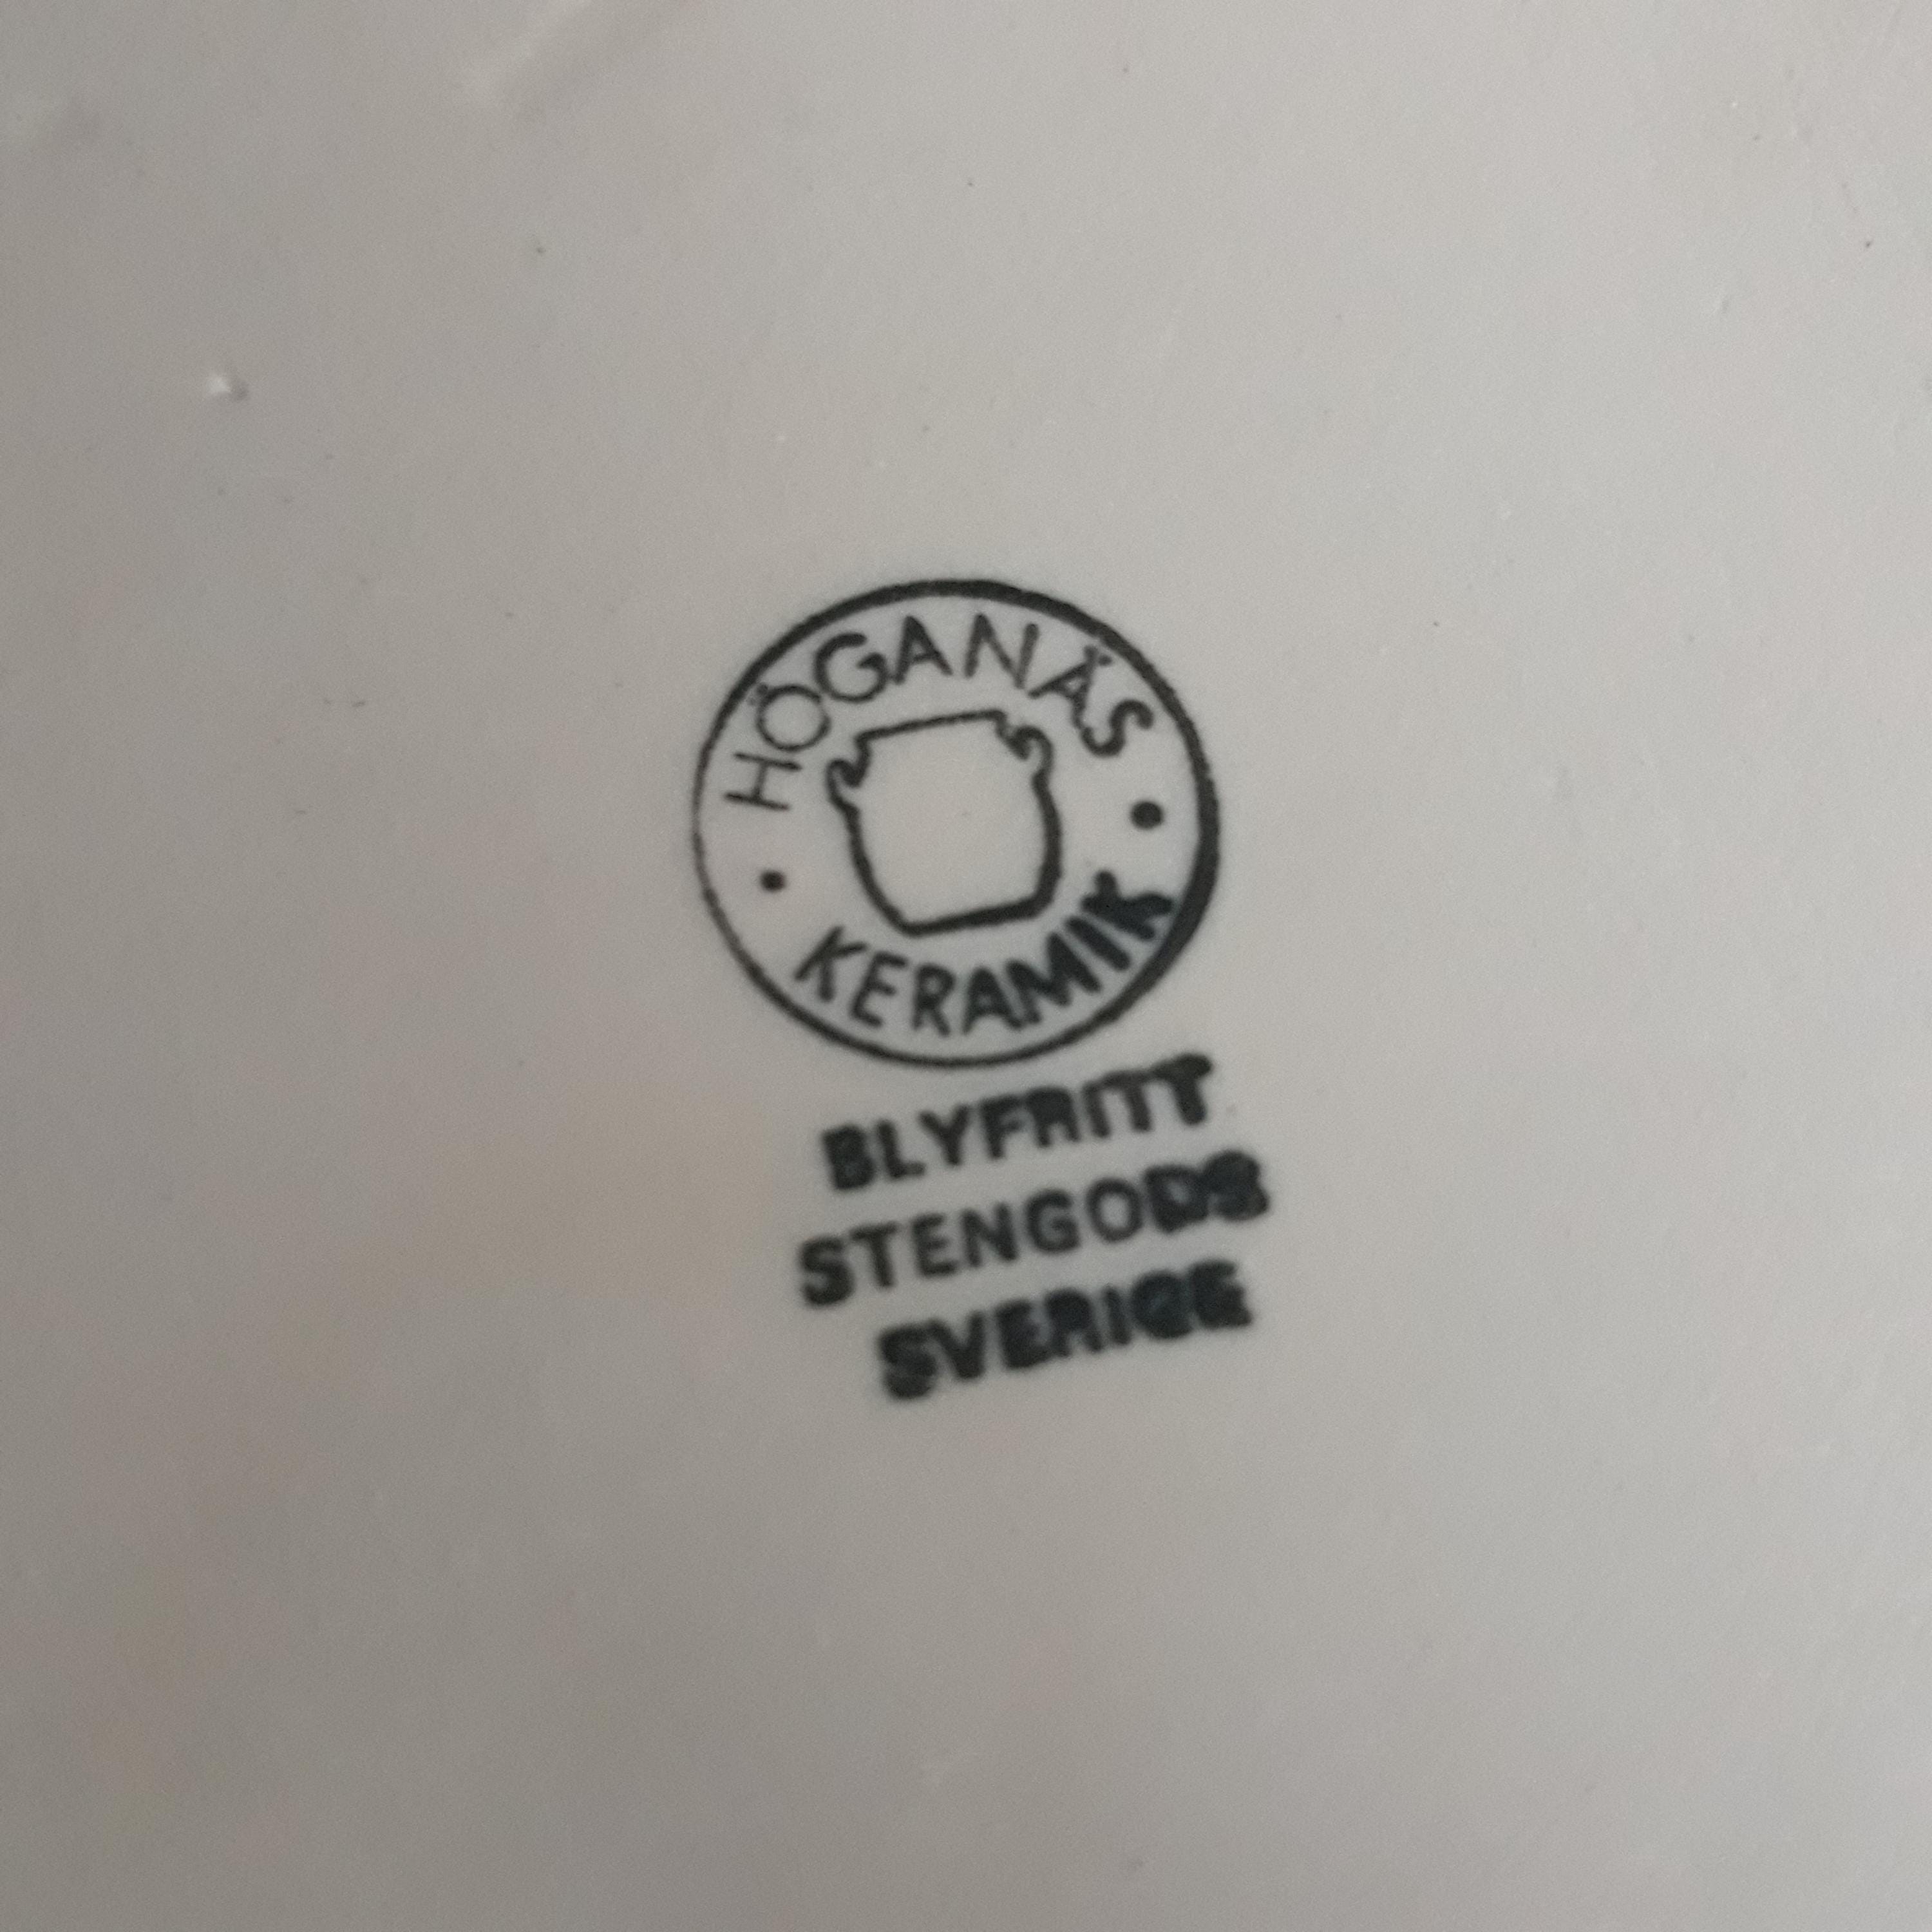 HÖGANÄS
KERAMIK
BLYFRITT
STENGODS
SVERIGE